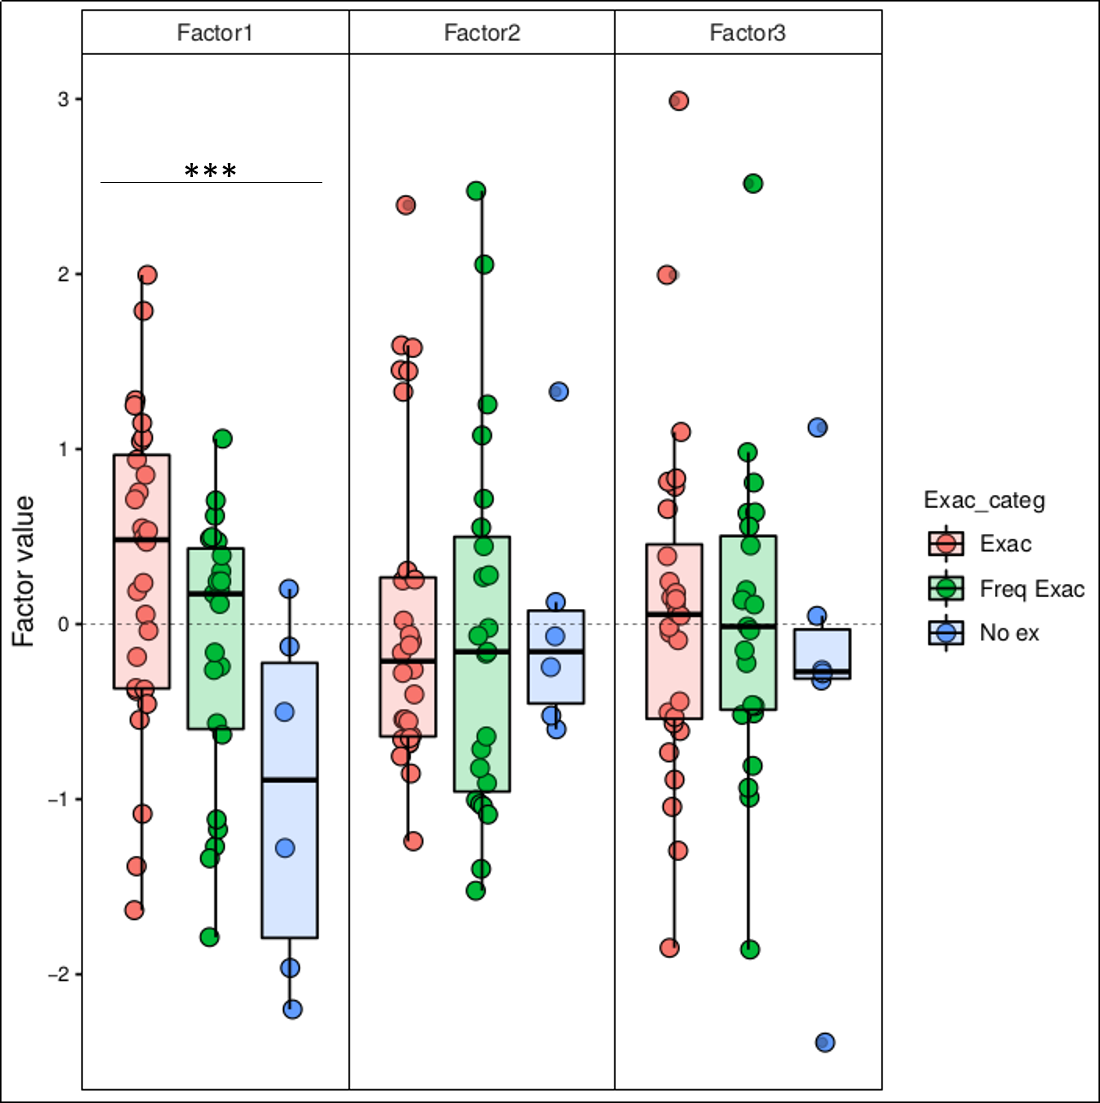 Factor1 Factor2 Factor3
***
3
2
1
0
−1
−2
Factor value
Exac_categ
Exac
Freq Exac
No ex